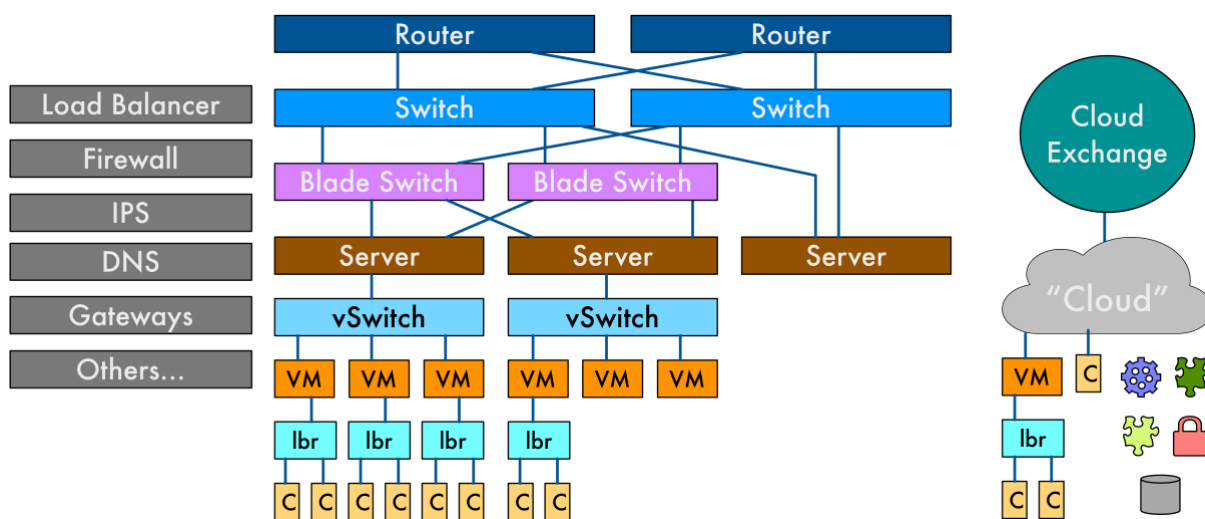 Router Router
Load Balancer Switch Switch
Cloud
Exchange
Firewall Blade Switch Blade Switch
IPS
DNS Server Server Server
Gateways vSwitch vSwitch “Cloud”
Others... VM VM VM VM VM VM VM C
lbr lbr lbr lbr lbr
C C C C C C C C C C